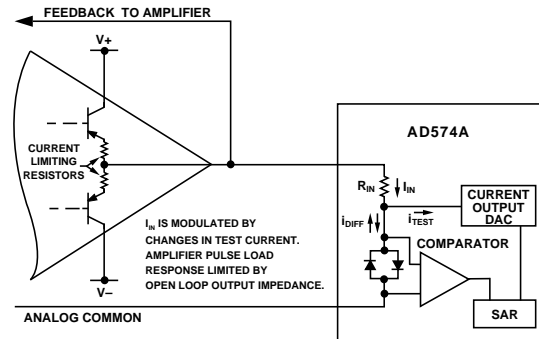 FEEDBACK TO AMPLIFIER
V+
CURRENT
LIMITING
RESISTORS
V–
I_IN IS MODULATED BY
CHANGES IN TEST CURRENT.
AMPLIFIER PULSE LOAD
RESPONSE LIMITED BY
OPEN LOOP OUTPUT IMPEDANCE.
ANALOG COMMON
AD574A
R_IN
I_IN
i_DIFF
i_TEST
CURRENT
OUTPUT
DAC
COMPARATOR
SAR